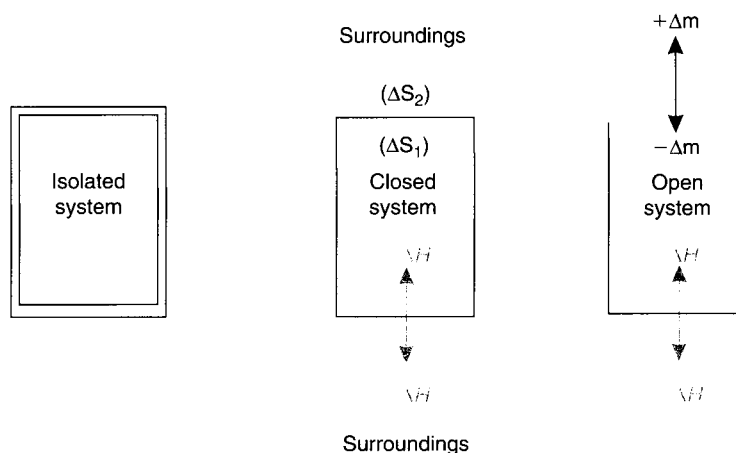 Surroundings
+Δm
(ΔS₂)
(ΔS₁)
−Δm
Isolated
system
Closed
system
Open
system
Surroundings